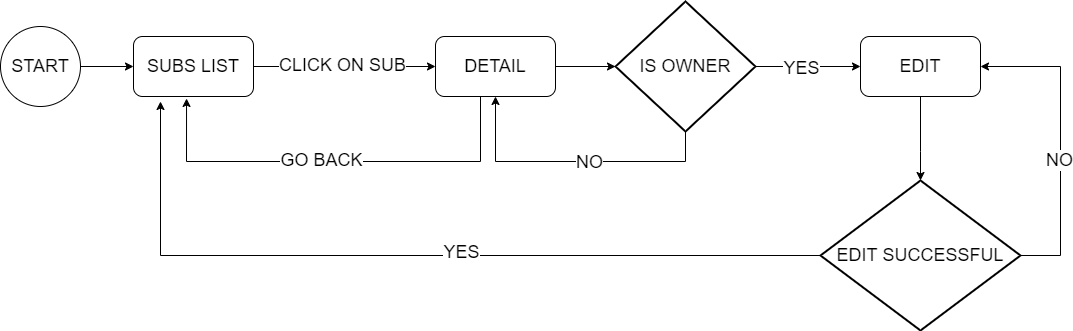 START
SUBS LIST
CLICK ON SUB
DETAIL
IS OWNER
YES
EDIT
GO BACK
NO
NO
YES
EDIT SUCCESSFUL